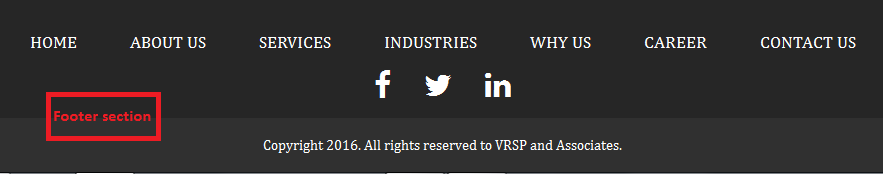 HOME ABOUT US SERVICES INDUSTRIES WHY US CAREER CONTACT US
Footer section
Copyright 2016. All rights reserved to VRSP and Associates.